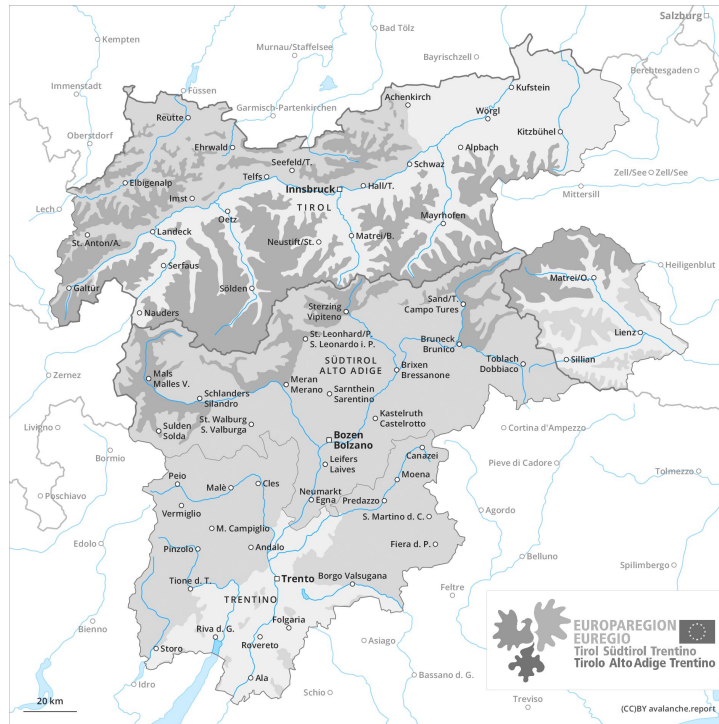 Salzburg
Kempten
Bad Tölz
Murnau/Staffelsee
Bayrischzell
Berchtesgaden
Immenstadt
Füssen
Garmisch-Partenkirchen
Achenkirch
Kufstein
Reutte
Wörgl
Oberstdorf
Ehrwald
Kitzbühel
Alpbach
Seefeld/T.
Schwaz
Telfs
Zell/See
Zell/See
Elbigenalp
Innsbruck
Hall/T.
Mittersill
Imst
TIROL
Lech
Oetz
Mayrhofen
Landeck
Matrei/B.
St. Anton/A.
Neustift/St.
Serfaus
Heiligenblut
Galtür
Sölden
Matrei/O.
Nauders
Sterzing
Vipiteno
Sand/T.
Campo Tures
Lienz
St. Leonhard/P.
S. Leonardo i. P.
Bruneck
Brunico
SÜDTIROL
ALTO ADIGE
Toblach
Dobbiaco
Sillian
Zernez
Mals
Malles V.
Meran
Merano
Brixen
Bressanone
Schlanders
Silandro
Sarnthein
Sarentino
St. Walburg
S. Valburga
Kastelruth
Castelrotto
Livigno
Sulden
Solda
Cortina d'Ampezzo
Bozen
Bolzano
Bormio
Canazei
Leifers
Laives
Pieve di Cadore
Tolmezzo
Peio
Moena
Poschiavo
Malè
Cles
Neumarkt
Egna
Predazzo
Vermiglio
Agordo
S. Martino d. C.
M. Campiglio
Edolo
Pinzolo
Andalo
Fiera d. P.
Belluno
Spilimbergo
Trento
Tione d. T.
Borgo Valsugana
Feltre
TRENTINO
Bienno
Folgaria
Riva d. G.
Rovereto
Asiago
Storo
Bassano d. G.
Ala
Idro
Schio
Treviso
EUROPAREGION
EUREGIO
Tirol Südtirol Trentino
Tirolo Alto Adige Trentino
20 km
(CC)BY avalanche.report